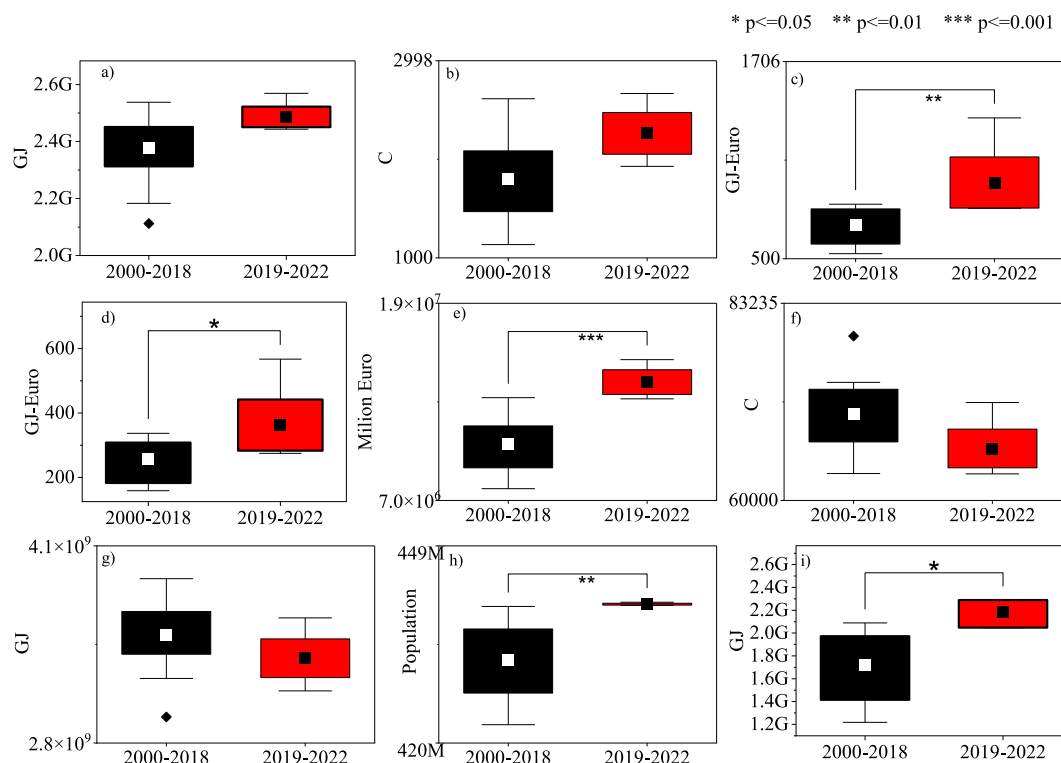 * p<=0.05 ** p<=0.01 *** p<=0.001
a)
2.6G
2.4G
2.2G
2.0G
GJ
2000-2018 2019-2022
b)
2998
1000
C
2000-2018 2019-2022
c)
1706
500
GJ-Euro
**
2000-2018 2019-2022
d)
600
400
200
GJ-Euro
*
2000-2018 2019-2022
e)
1.9×10⁷
7.0×10⁶
Milion Euro
***
2000-2018 2019-2022
f)
83235
60000
C
2000-2018 2019-2022
g)
4.1×10⁹
2.8×10⁹
GJ
2000-2018 2019-2022
h)
449M
420M
Population
**
2000-2018 2019-2022
i)
2.6G
2.4G
2.2G
2.0G
1.8G
1.6G
1.4G
1.2G
GJ
*
2000-2018 2019-2022